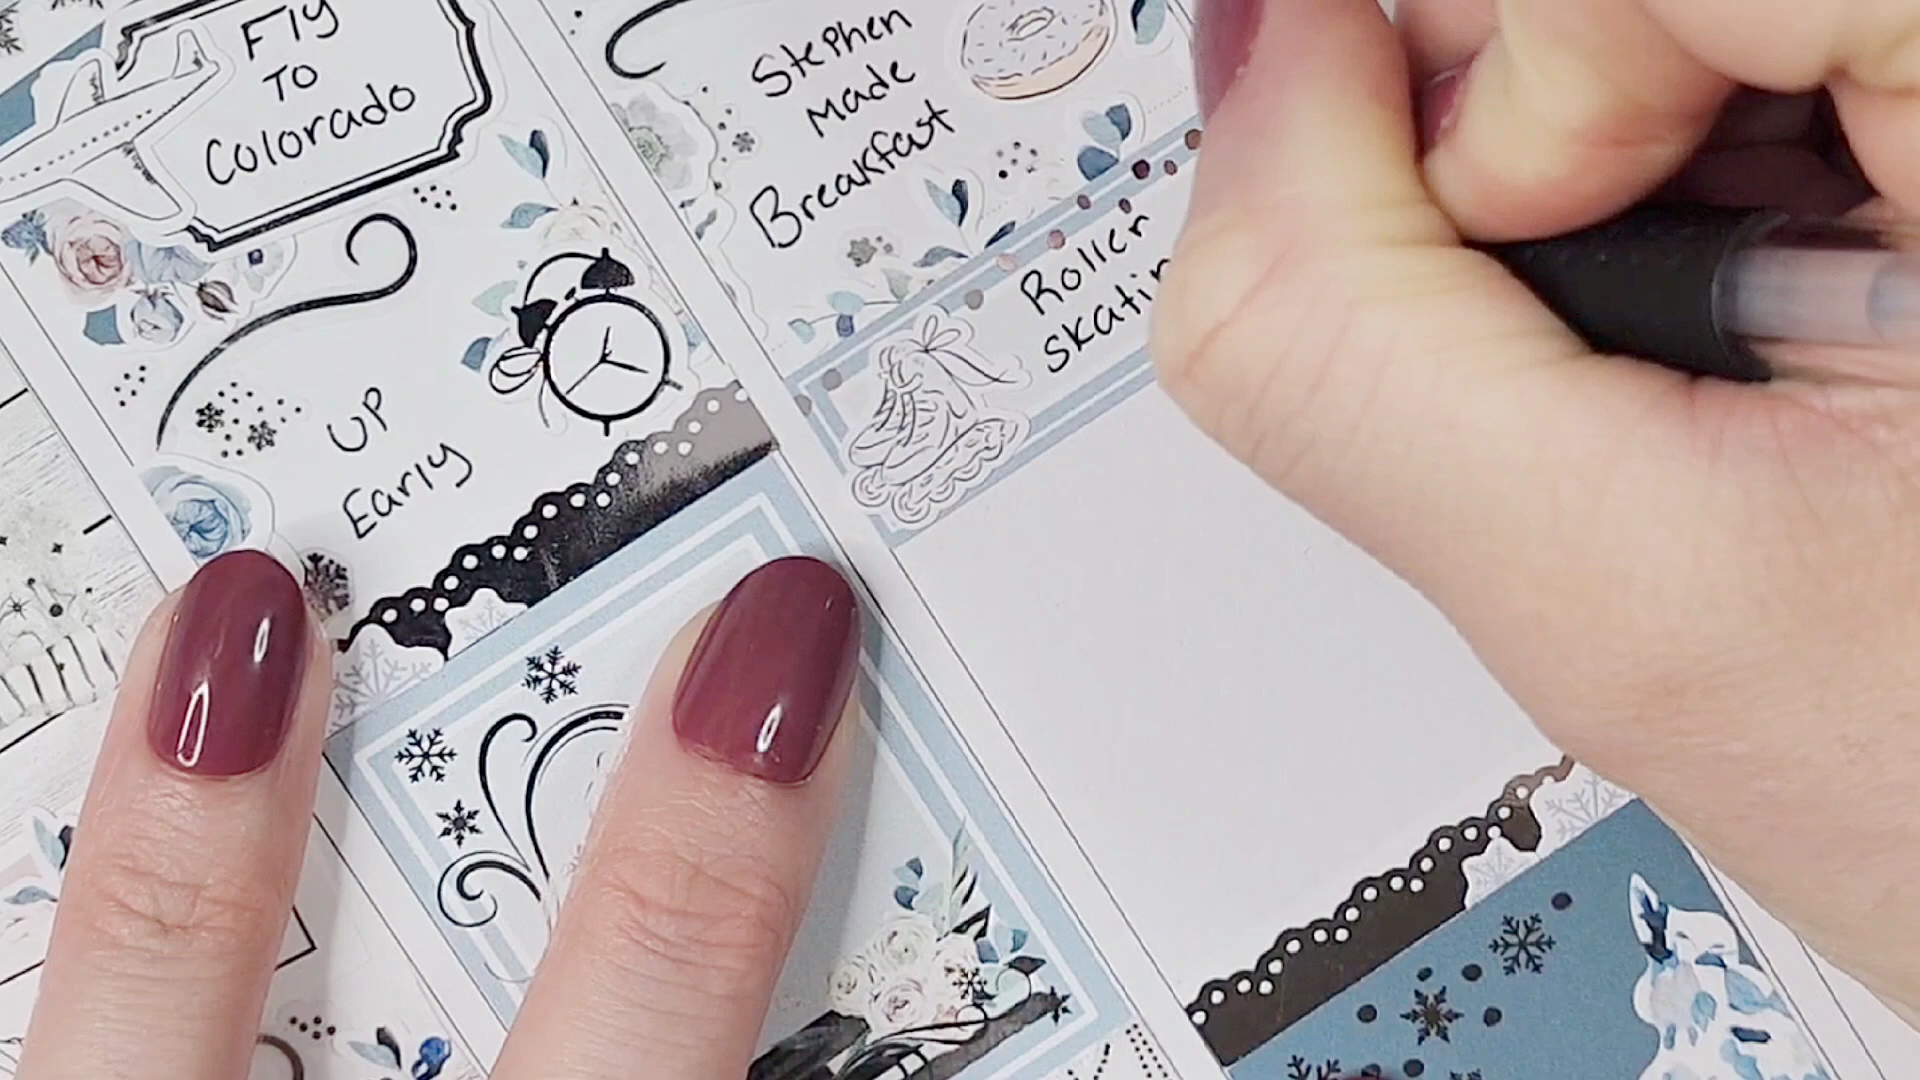 Fly
To
Colorado
UP
Early
Stephen
Made
Breakfast
Roller
skatin